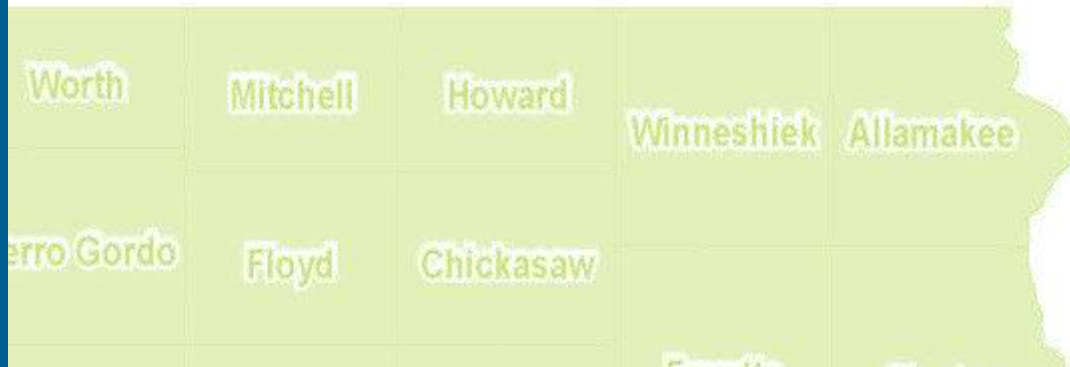 Worth
Mitchell
Howard
Winneshiek
Allamakee
erro Gordo
Floyd
Chickasaw